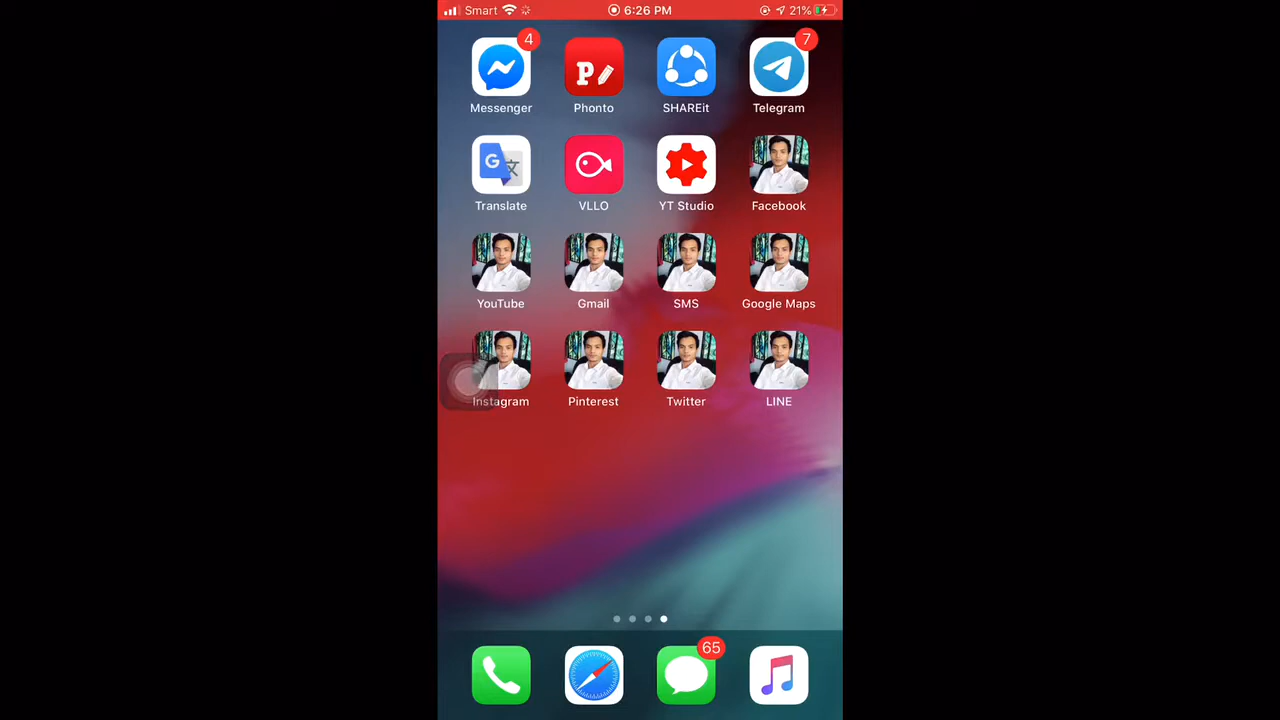 Smart 6:26 PM 21%
4 7
Messenger Phonto SHAREit Telegram
Translate VLLO YT Studio Facebook
YouTube Gmail SMS Google Maps
Instagram Pinterest Twitter LINE
65